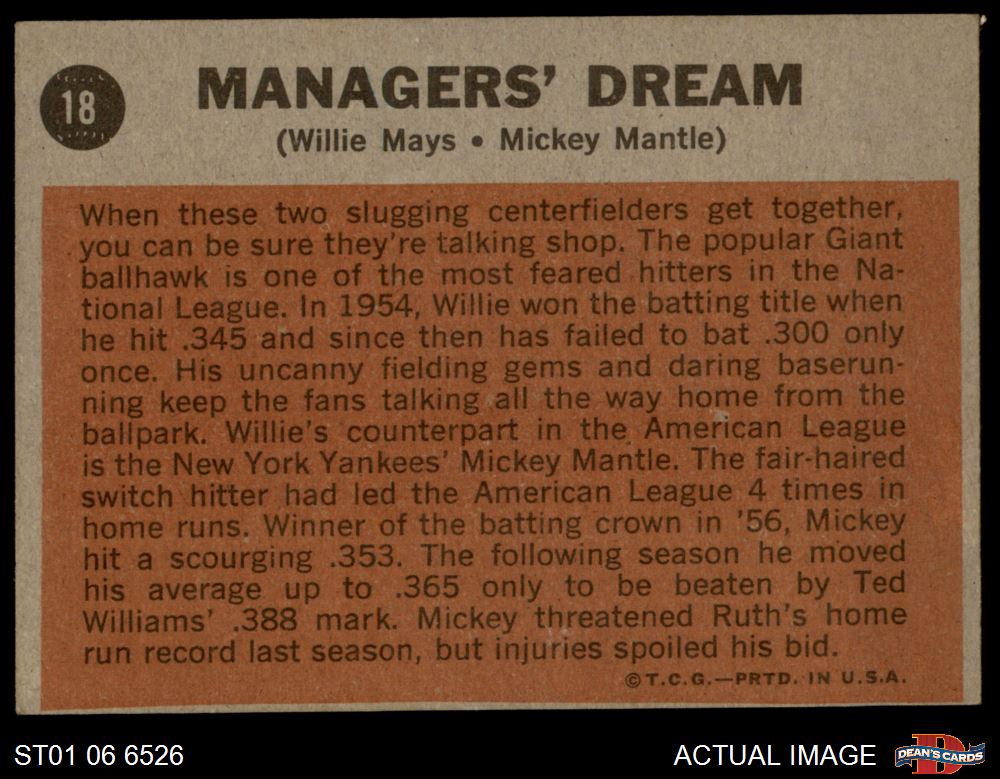 18
MANAGERS' DREAM
(Willie Mays • Mickey Mantle)
When these two slugging centerfielders get together,
you can be sure they're talking shop. The popular Giant
ballhawk is one of the most feared hitters in the Na-
tional League. In 1954, Willie won the batting title when
he hit .345 and since then has failed to bat .300 only
once. His uncanny fielding gems and daring baserun-
ning keep the fans talking all the way home from the
ballpark. Willie's counterpart in the American League
is the New York Yankees' Mickey Mantle. The fair-haired
switch hitter had led the American League 4 times in
home runs. Winner of the batting crown in '56, Mickey
hit a scourging .353. The following season he moved
his average up to .365 only to be beaten by Ted
Williams' .388 mark. Mickey threatened Ruth's home
run record last season, but injuries spoiled his bid.
©T.C.G.—PRTD. IN U.S.A.
ST01 06 6526
ACTUAL IMAGE
D
DEAN'S CARDS